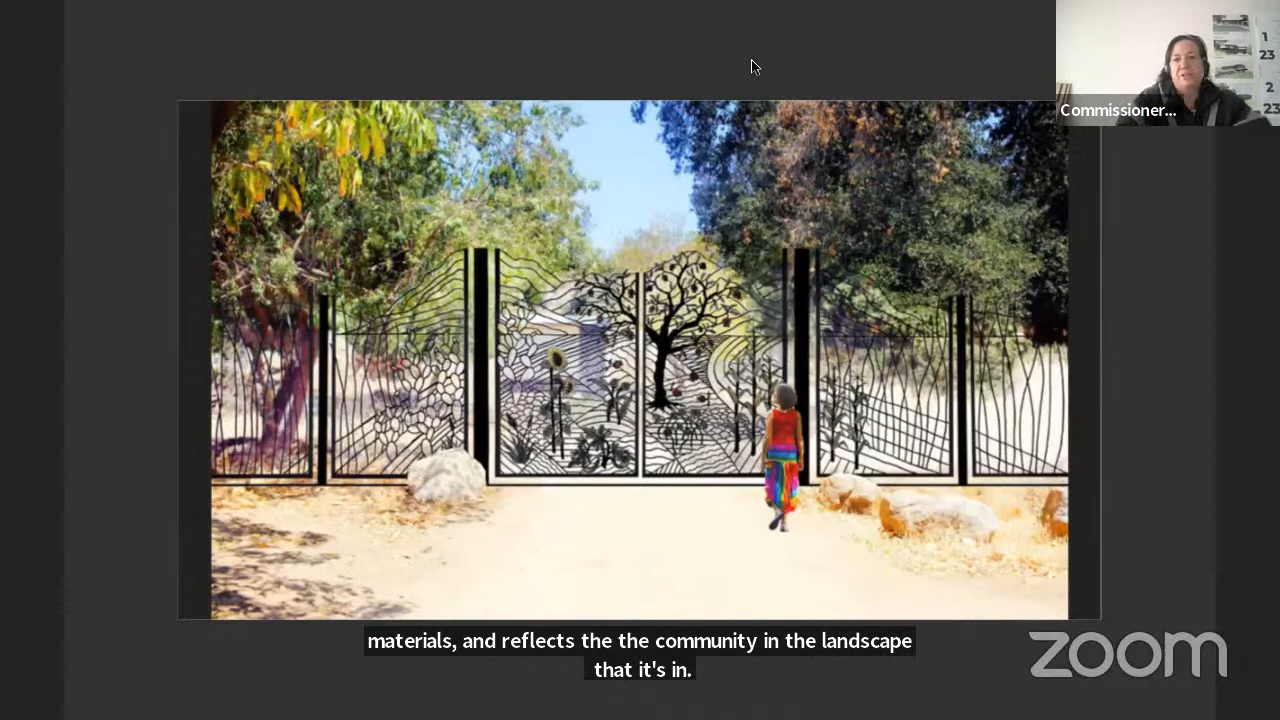 1
23
2
23
Commissioner...
materials, and reflects the the community in the landscape
that it's in.
zoom